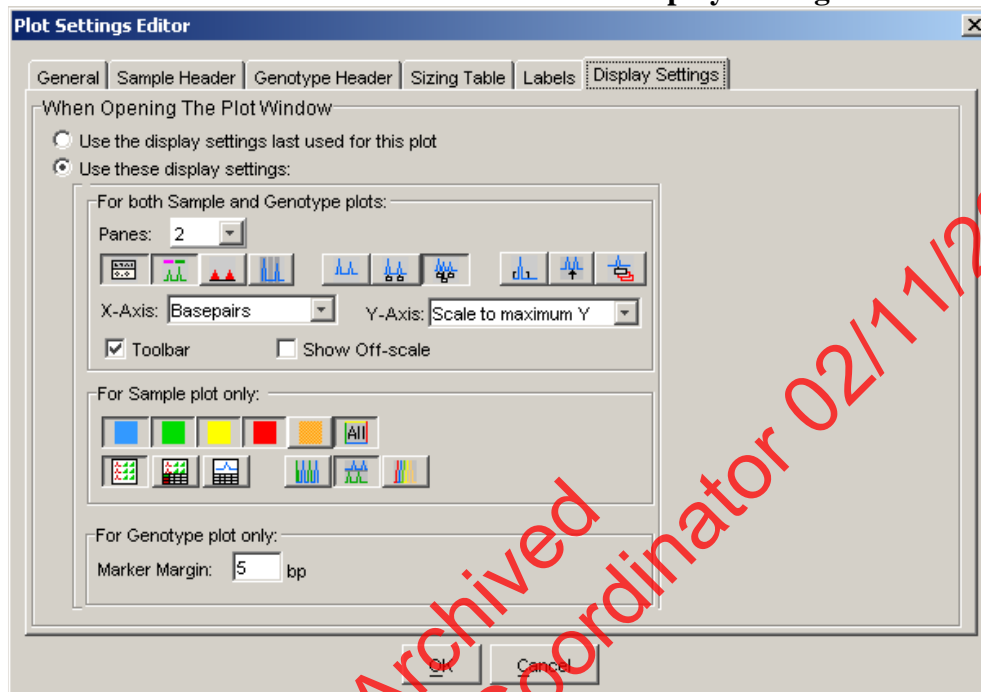 Plot Settings Editor
General Sample Header Genotype Header Sizing Table Labels Display Settings
When Opening The Plot Window
Use the display settings last used for this plot
Use these display settings:
For both Sample and Genotype plots:
Panes: 2
X-Axis: Basepairs Y-Axis: Scale to maximum Y
Toolbar Show Off-scale
For Sample plot only:
All
For Genotype plot only:
Marker Margin: 5 bp
OK Cancel
Archived
oordinator 02/11/2